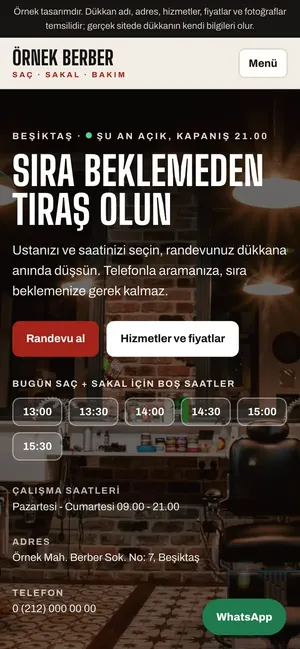 Örnek tasarımdır. Dükkan adı, adres, hizmetler, fiyatlar ve fotoğraflar
temsilidir; gerçek sitede dükkanın kendi bilgileri olur.
ÖRNEK BERBER
SAÇ · SAKAL · BAKIM
Menü
BEŞİKTAŞ · ŞU AN AÇIK, KAPANIŞ 21.00
SIRA BEKLEMEDEN
TIRAŞ OLUN
Ustanızı ve saatinizi seçin, randevunuz dükkana
anında düşsün. Telefonla aramanıza, sıra
beklemenize gerek kalmaz.
Randevu al
Hizmetler ve fiyatlar
BUGÜN SAÇ + SAKAL İÇİN BOŞ SAATLER
13:00 13:30 14:00 14:30 15:00
15:30
ÇALIŞMA SAATLERİ
Pazartesi - Cumartesi 09.00 - 21.00
ADRES
Örnek Mah. Berber Sok. No: 7, Beşiktaş
TELEFON
0 (212) 000 00 00
WhatsApp